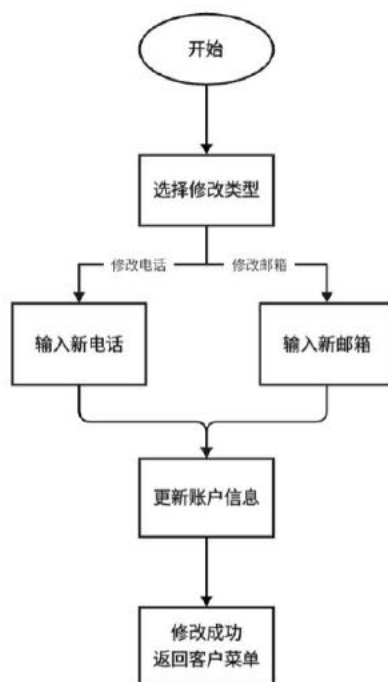 开始
选择修改类型
修改电话
修改邮箱
输入新电话
输入新邮箱
更新账户信息
修改成功
返回客户菜单